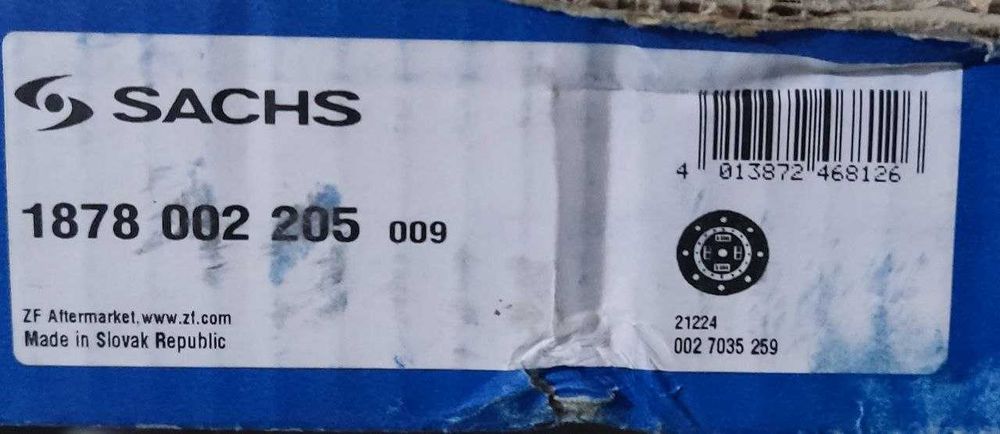 SACHS
4 013872 468126
1878 002 205 009
ZF Aftermarket.www.zf.com
Made in Slovak Republic
21224
002 7035 259